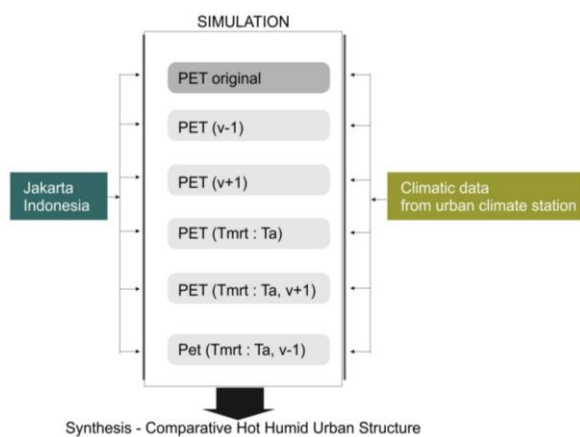 SIMULATION
PET original
PET (v-1)
PET (v+1)
Jakarta
Indonesia
Climatic data
from urban climate station
PET (Tmrt : Ta)
PET (Tmrt : Ta, v+1)
Pet (Tmrt : Ta, v-1)
Synthesis - Comparative Hot Humid Urban Structure